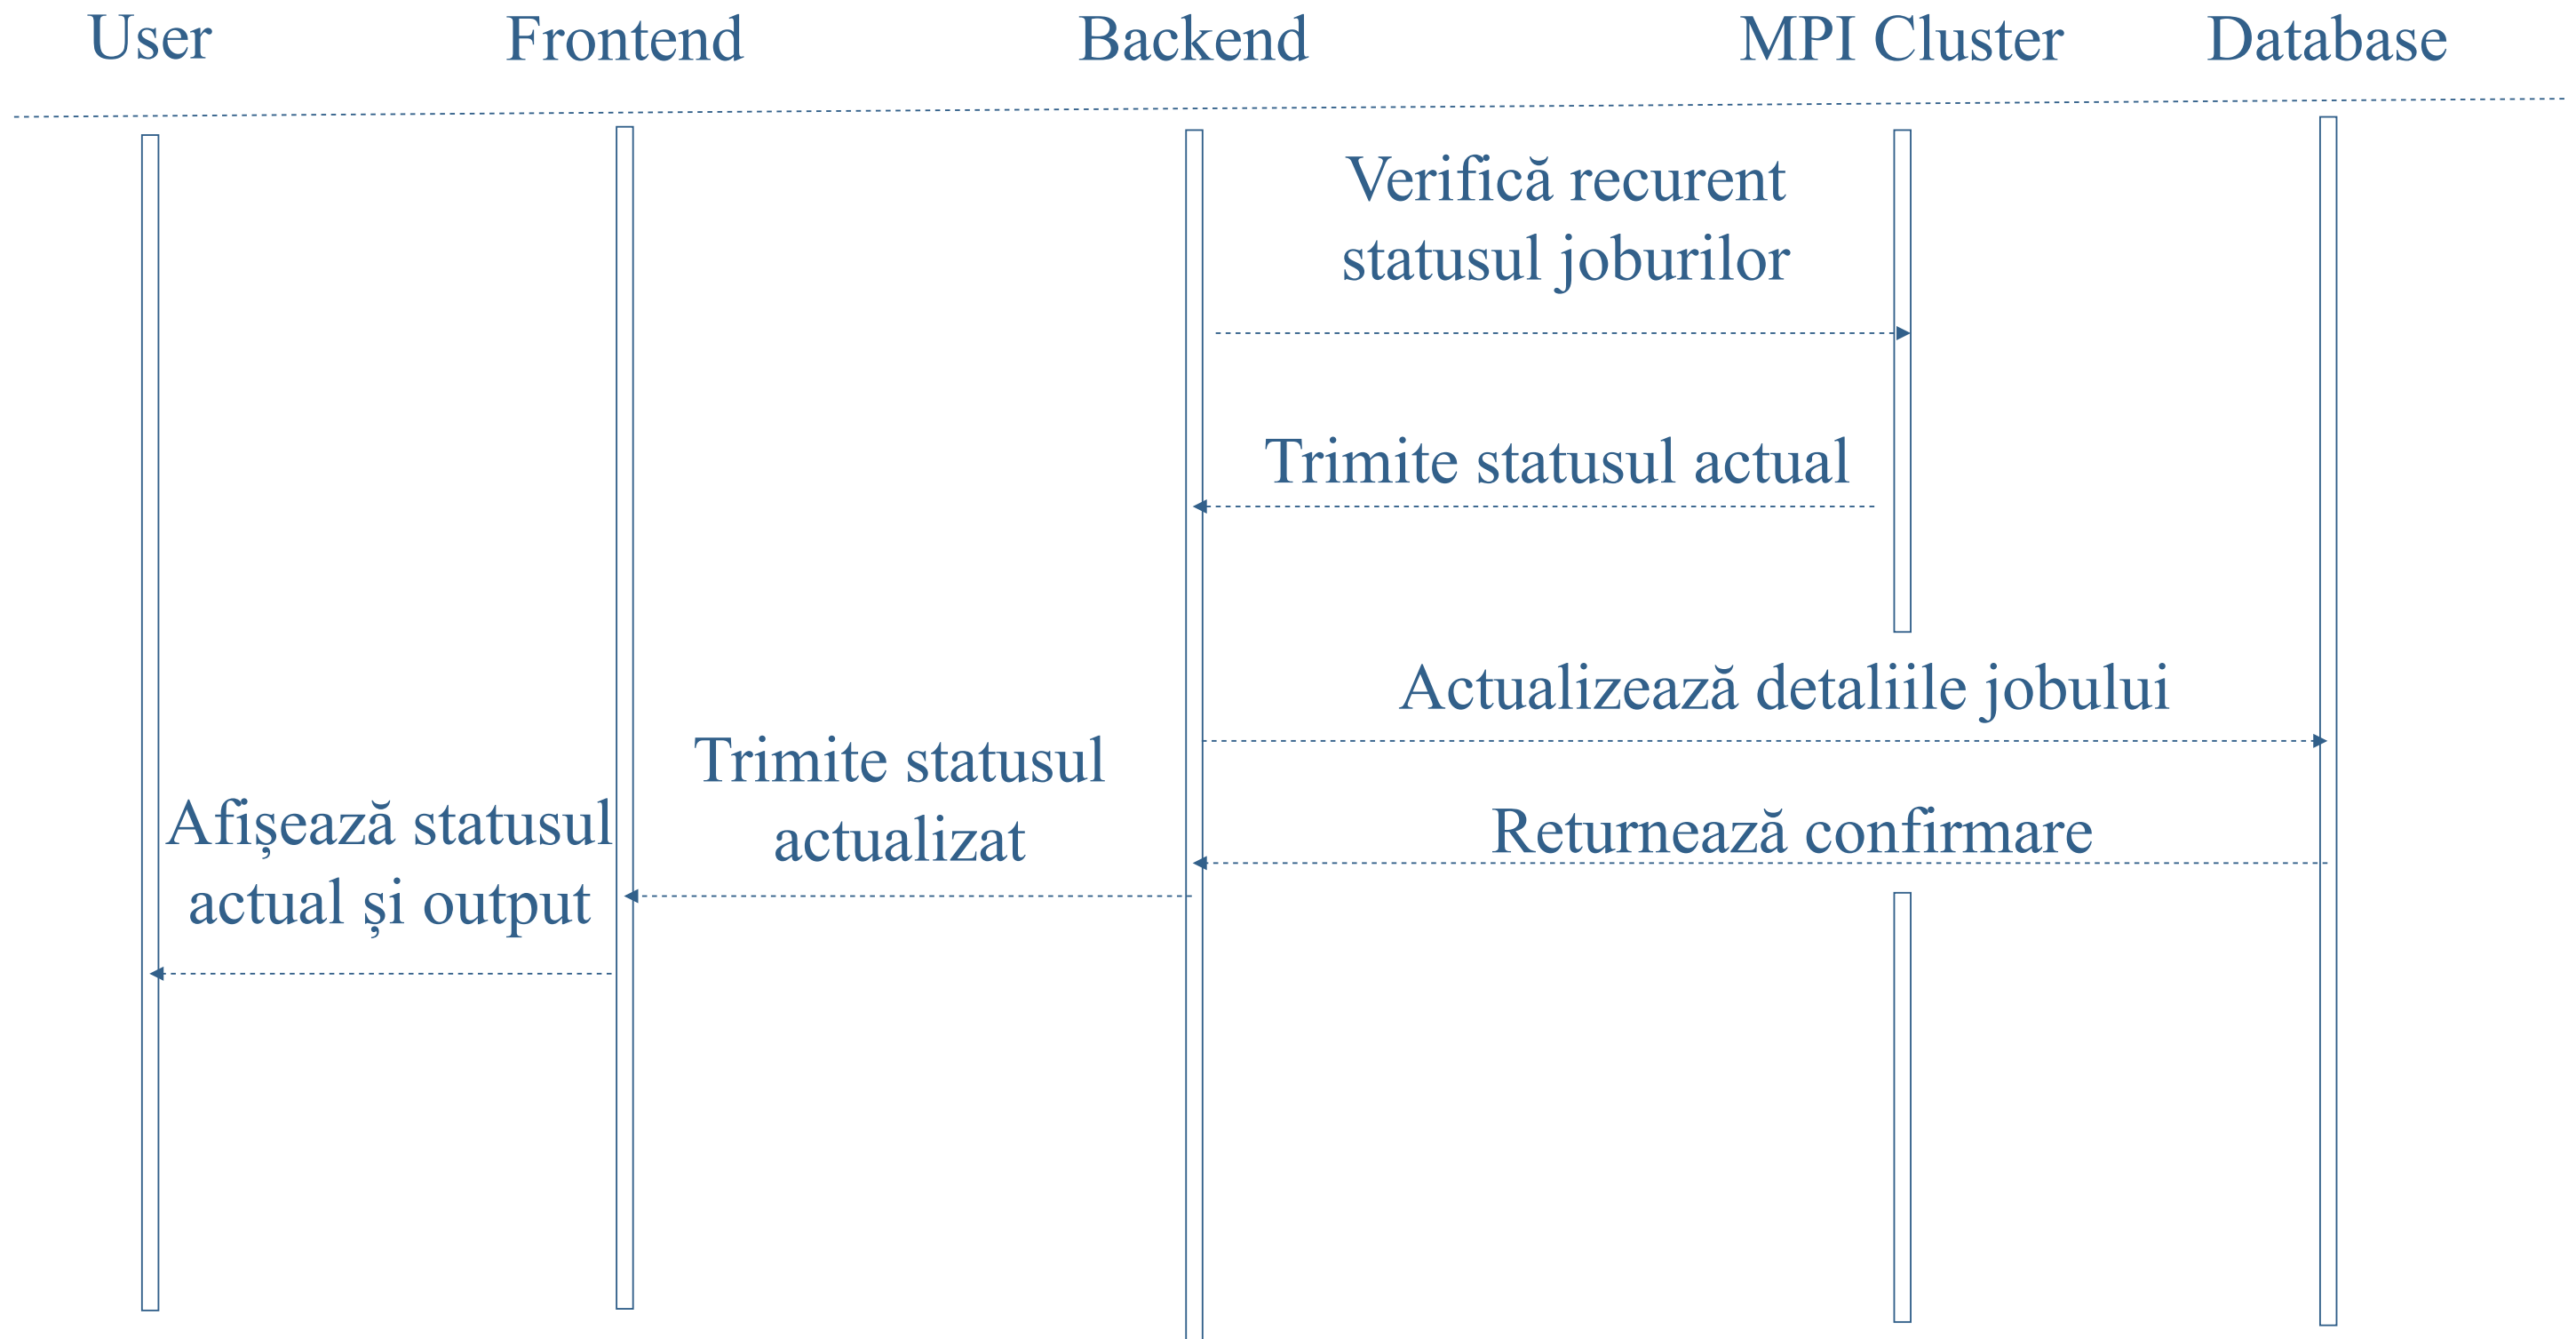 User
Frontend
Backend
MPI Cluster
Database
Verifică recurent
statusul joburilor
Trimite statusul actual
Actualizează detaliile jobului
Trimite statusul
actualizat
Returnează confirmare
Afișează statusul
actual și output